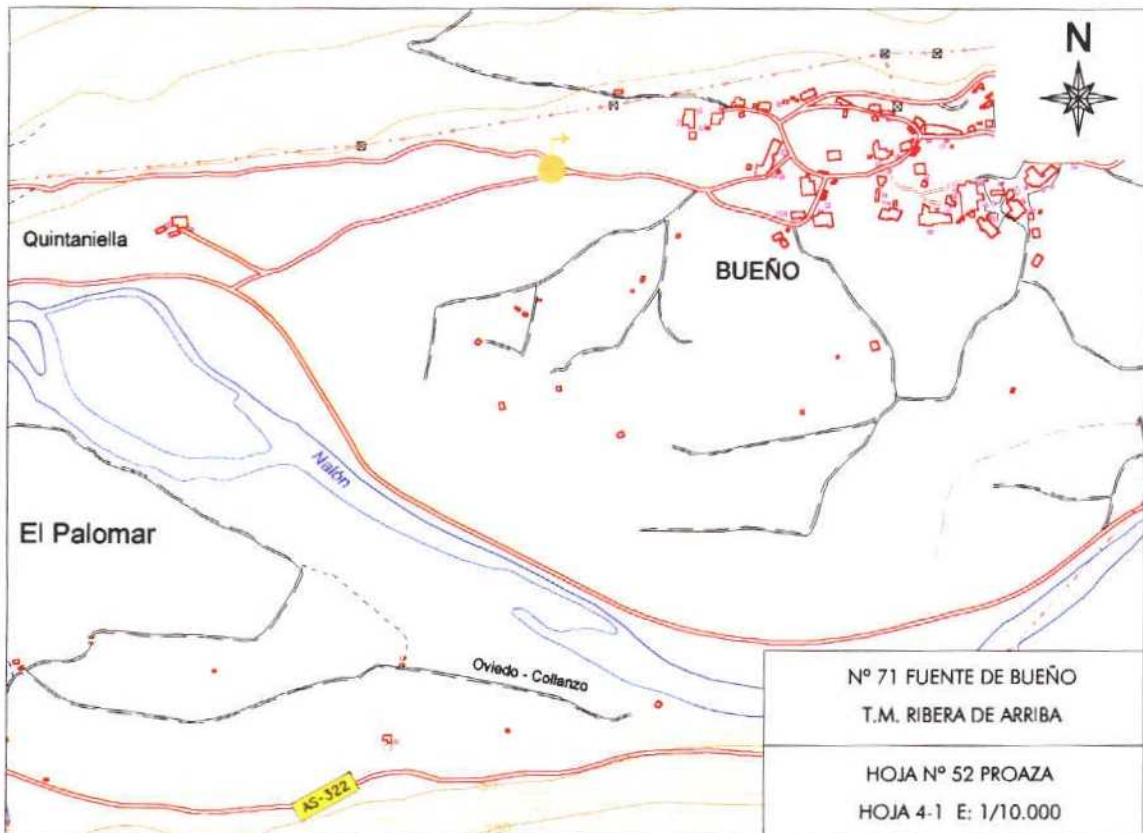 N
Quintaniella
BUEÑO
Nalón
El Palomar
Oviedo - Collanzo
AS-322
Nº 71 FUENTE DE BUEÑO
T.M. RIBERA DE ARRIBA
HOJA Nº 52 PROAZA
HOJA 4-1 E: 1/10.000